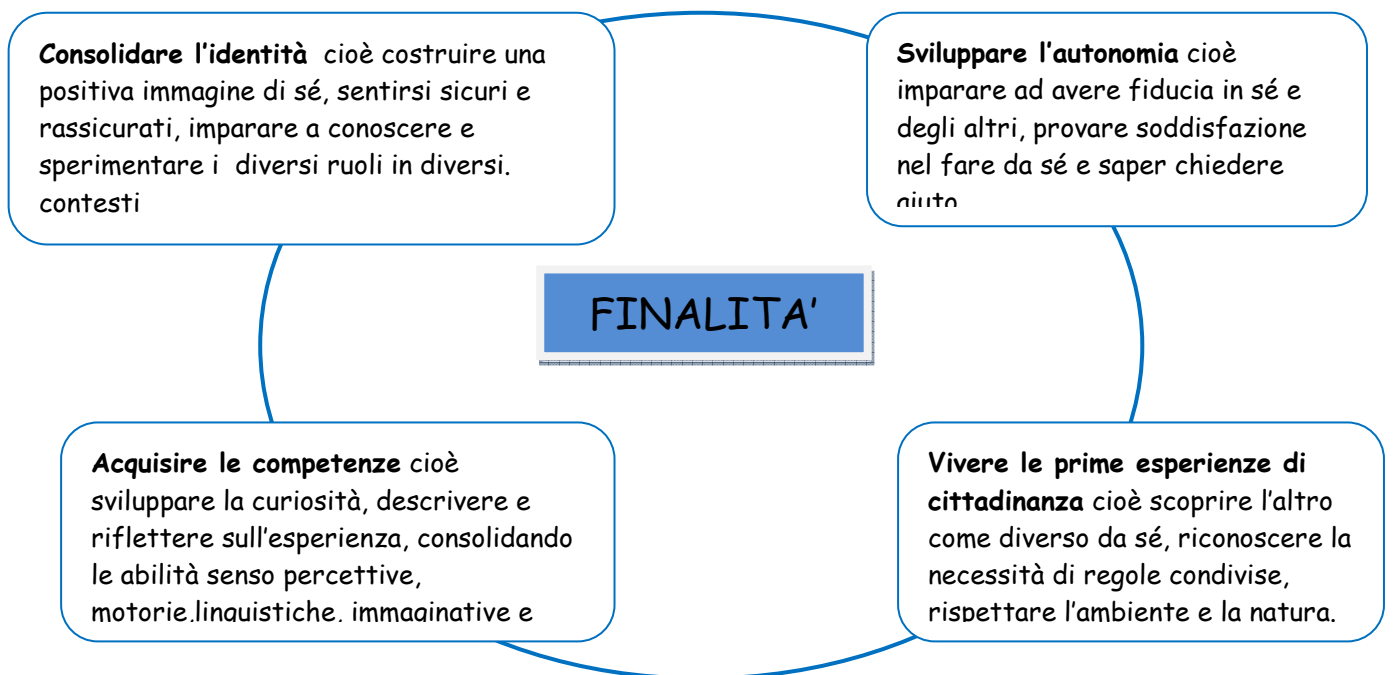 Consolidare l’identità cioè costruire una
positiva immagine di sé, sentirsi sicuri e
rassicurati, imparare a conoscere e
sperimentare i diversi ruoli in diversi.
contesti
Sviluppare l’autonomia cioè
imparare ad avere fiducia in sé e
degli altri, provare soddisfazione
nel fare da sé e saper chiedere
aiuto
FINALITA’
Acquisire le competenze cioè
sviluppare la curiosità, descrivere e
riflettere sull’esperienza, consolidando
le abilità senso percettive,
motorie,linguistiche, immaginative e
Vivere le prime esperienze di
cittadinanza cioè scoprire l’altro
come diverso da sé, riconoscere la
necessità di regole condivise,
rispettare l’ambiente e la natura.